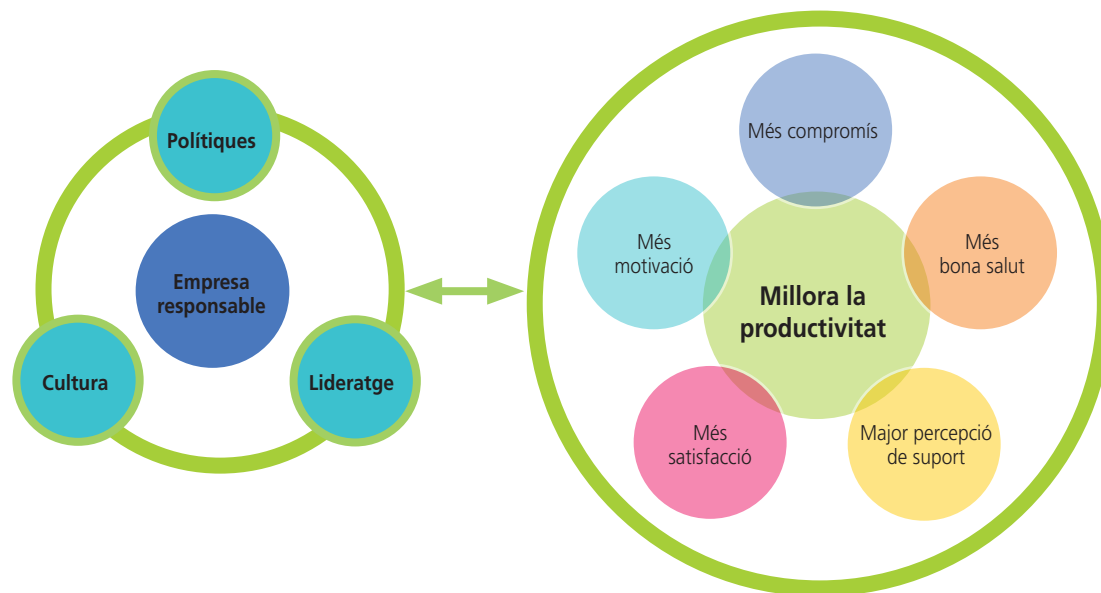 Polítiques
Empresa
responsable
Cultura
Lideratge
Més compromís
Més
motivació
Més
bona salut
Millora la
productivitat
Més
satisfacció
Major percepció
de suport